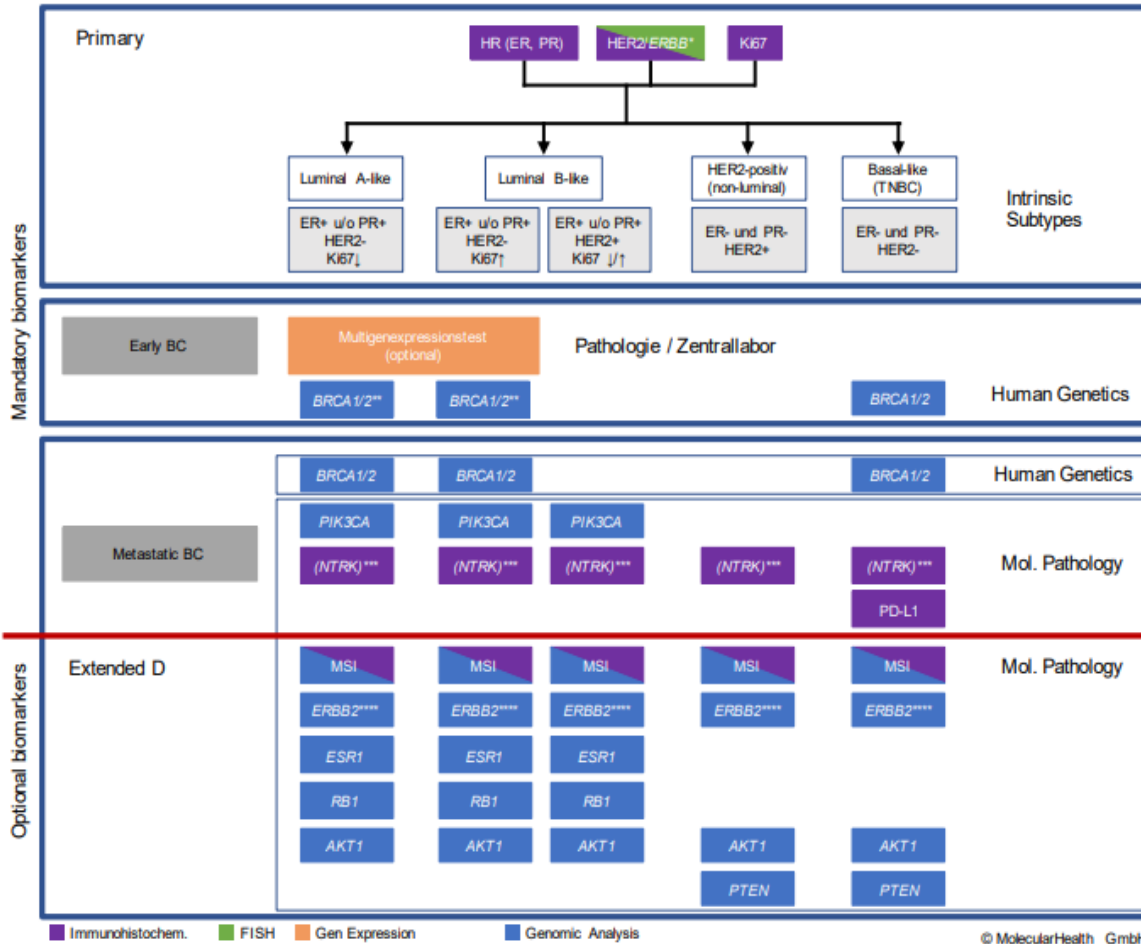 Primary
HR (ER, PR)
HER2/ERBB*
Ki67
Luminal A-like
Luminal B-like
HER2-positiv
(non-luminal)
Basal-like
(TNBC)
Intrinsic
Subtypes
ER+ u/o PR+
HER2-
Ki67↓
ER+ u/o PR+
HER2-
Ki67↑
ER+ u/o PR+
HER2+
Ki67 ↓/↑
ER- und PR-
HER2+
ER- und PR-
HER2-
Mandatory biomarkers
Early BC
Multigenexpressionstest
(optional)
Pathologie / Zentrallabor
BRCA1/2**
BRCA1/2**
BRCA1/2
Human Genetics
BRCA1/2
BRCA1/2
BRCA1/2
Human Genetics
Metastatic BC
PIK3CA
PIK3CA
PIK3CA
(NTRK)***
(NTRK)***
(NTRK)***
(NTRK)***
(NTRK)***
Mol. Pathology
PD-L1
Optional biomarkers
Extended D
MSI
MSI
MSI
MSI
MSI
Mol. Pathology
ERBB2****
ERBB2****
ERBB2****
ERBB2****
ERBB2****
ESR1
ESR1
ESR1
RB1
RB1
RB1
AKT1
AKT1
AKT1
AKT1
AKT1
PTEN
PTEN
Immunohistochem.
FISH
Gen Expression
Genomic Analysis
© MolecularHealth GmbH